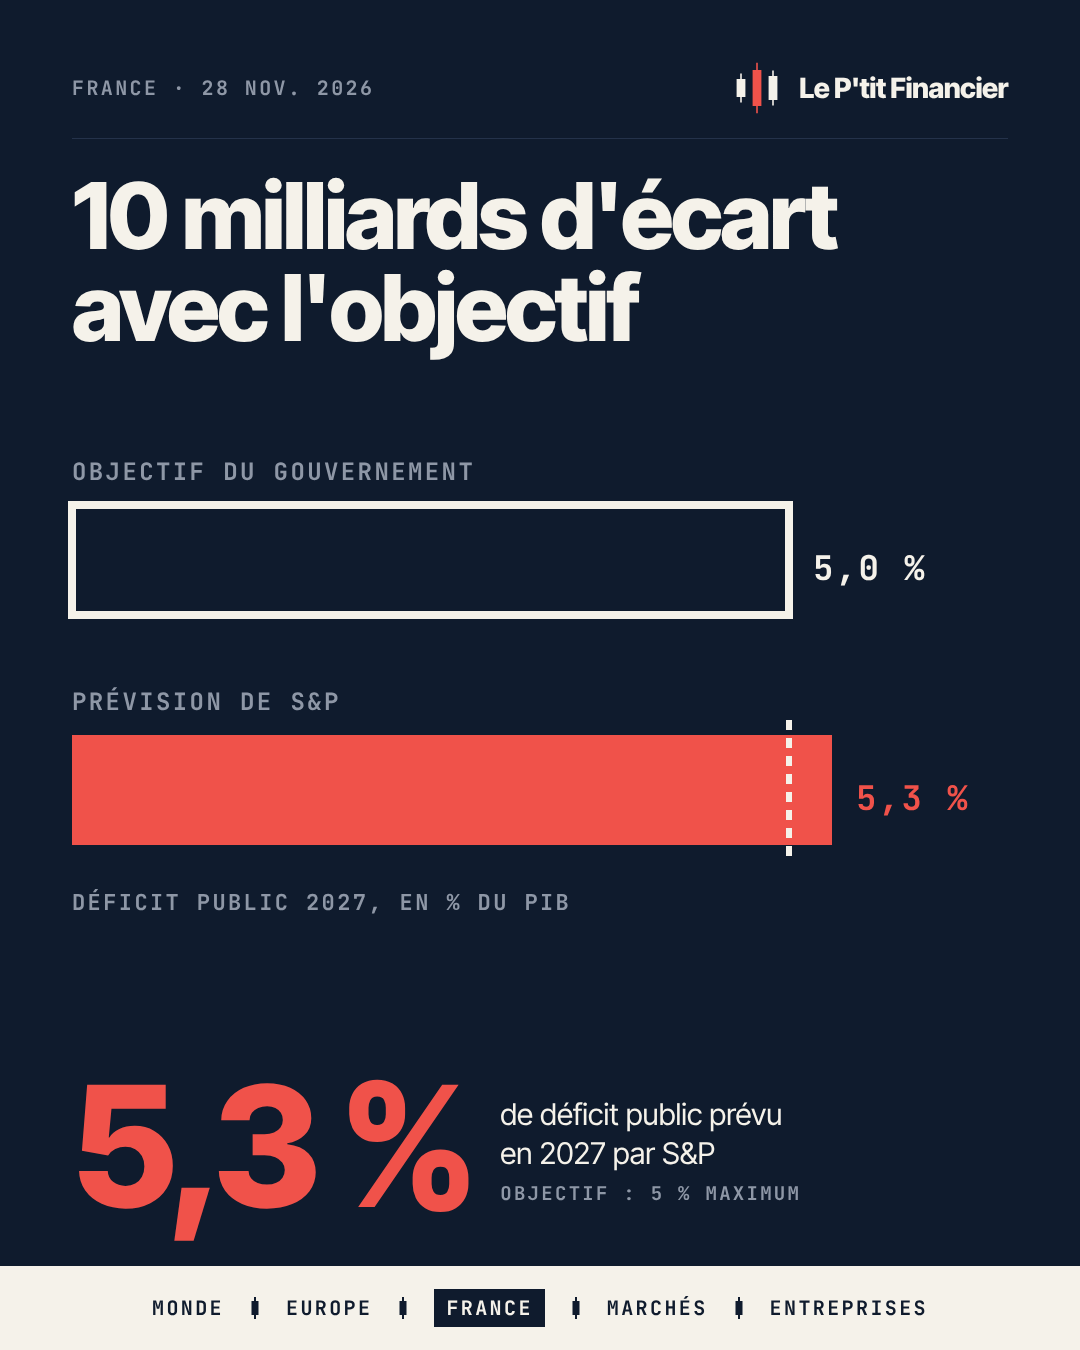 FRANCE · 28 NOV. 2026
Le P'tit Financier
10 milliards d'écart
avec l'objectif
OBJECTIF DU GOUVERNEMENT
5,0 %
PRÉVISION DE S&P
5,3 %
DÉFICIT PUBLIC 2027, EN % DU PIB
5,3 %
de déficit public prévu
en 2027 par S&P
OBJECTIF : 5 % MAXIMUM
MONDE EUROPE FRANCE MARCHÉS ENTREPRISES